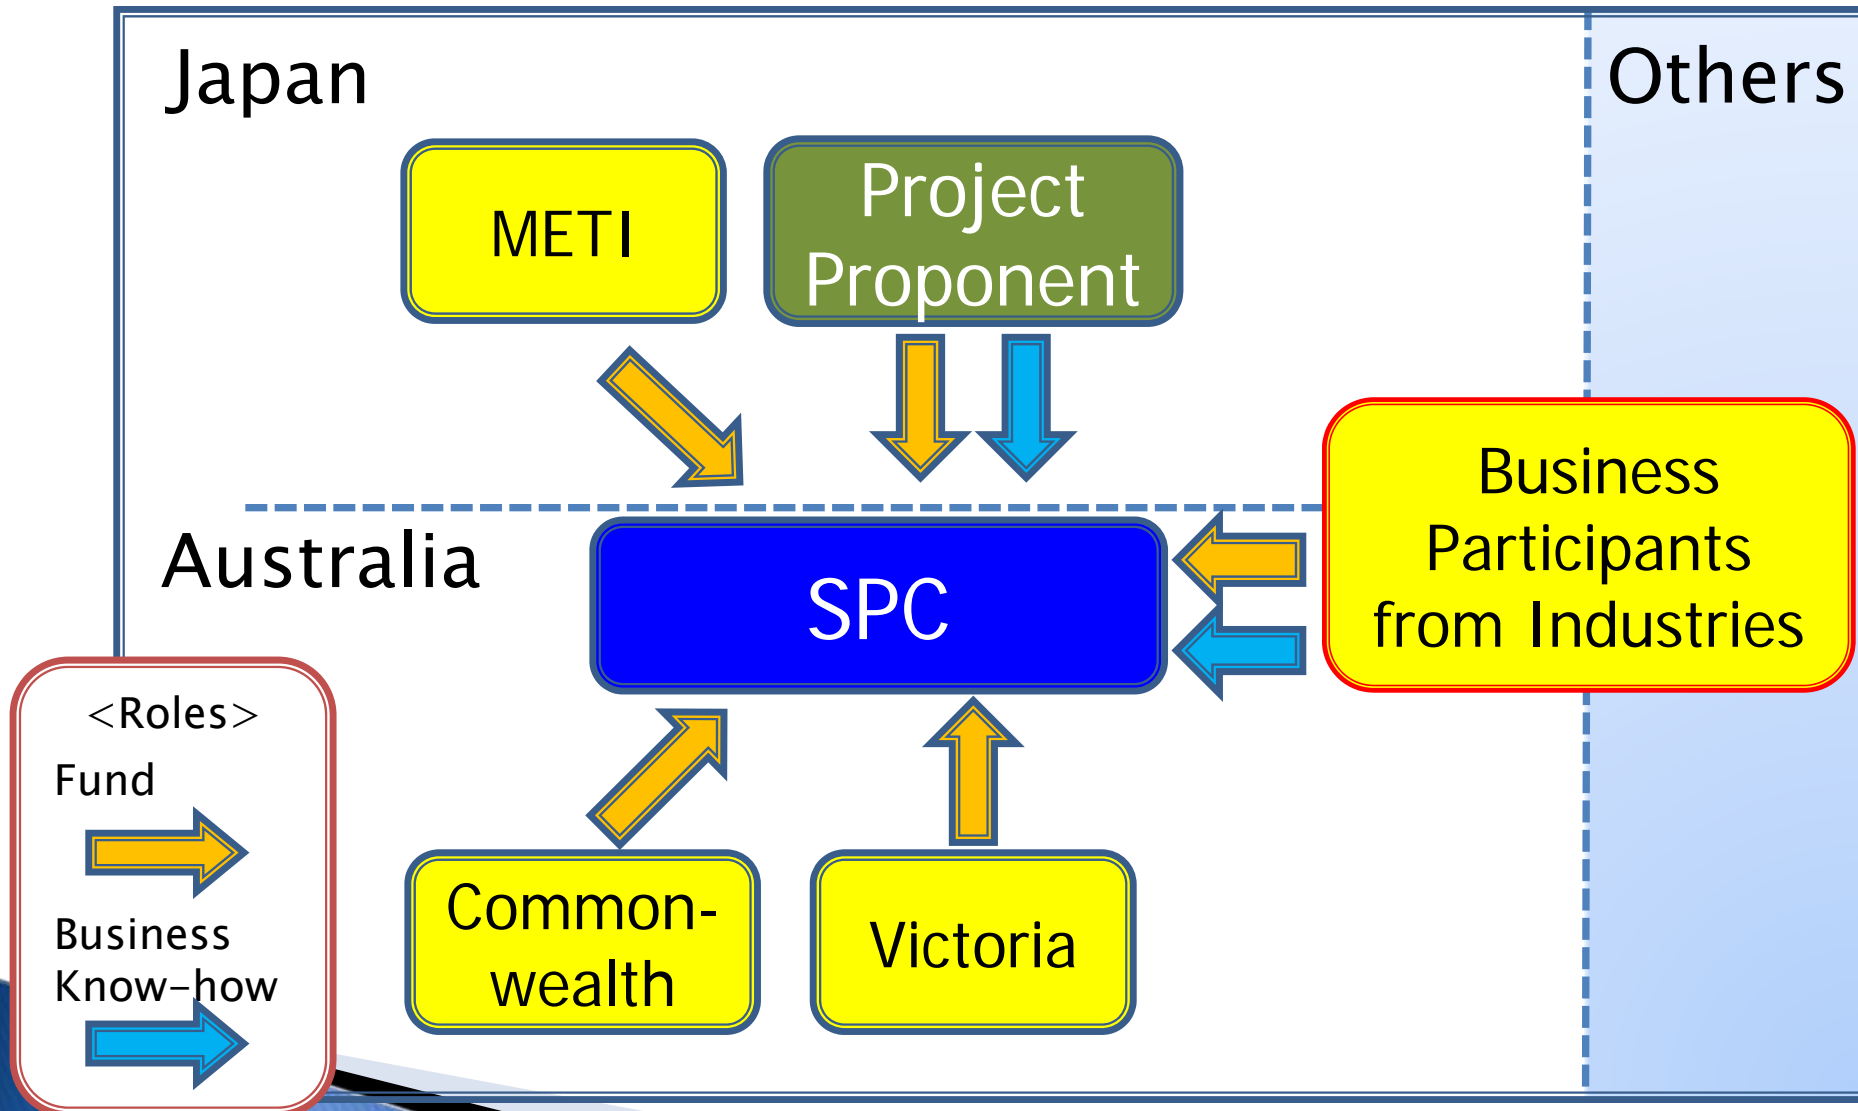 Japan
Others
METI
Project
Proponent
Business
Participants
from Industries
Australia
SPC
<Roles>
Fund
Business
Know-how
Common-
wealth
Victoria